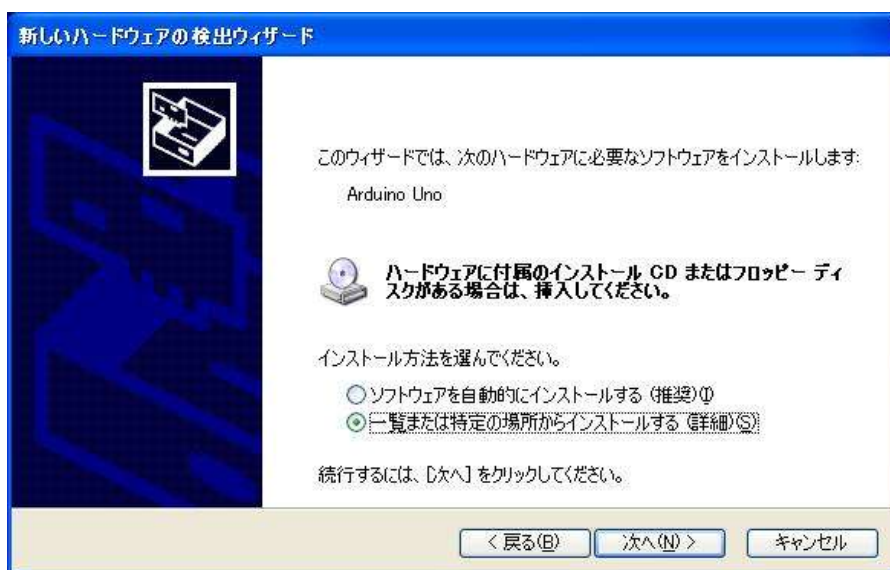 新しいハードウェアの検出ウィザード
このウィザードでは、次のハードウェアに必要なソフトウェアをインストールします:
Arduino Uno
ハードウェアに付属のインストール CD またはフロッピー ディ
スクがある場合は、挿入してください。
インストール方法を選んでください。
ソフトウェアを自動的にインストールする (推奨)(I)
一覧または特定の場所からインストールする (詳細)(S)
続行するには、[次へ] をクリックしてください。
< 戻る(B) 次へ(N) > キャンセル